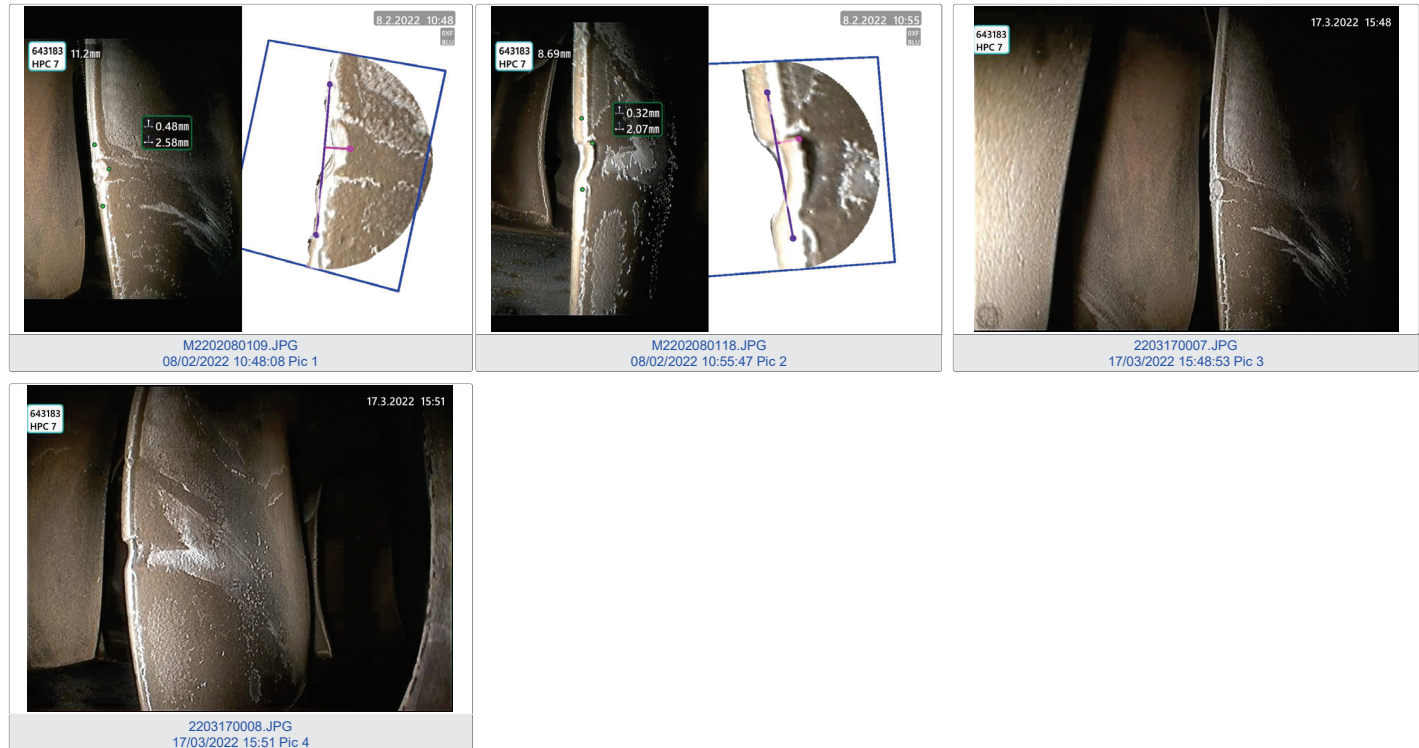 8.2.2022 10:48
OXF
BLU
643183
HPC 7
11.2mm
0.48mm
2.58mm
M2202080109.JPG
08/02/2022 10:48:08 Pic 1
8.2.2022 10:55
OXF
BLU
643183
HPC 7
8.69mm
0.32mm
2.07mm
M2202080118.JPG
08/02/2022 10:55:47 Pic 2
17.3.2022 15:48
643183
HPC 7
2203170007.JPG
17/03/2022 15:48:53 Pic 3
17.3.2022 15:51
643183
HPC 7
2203170008.JPG
17/03/2022 15:51 Pic 4